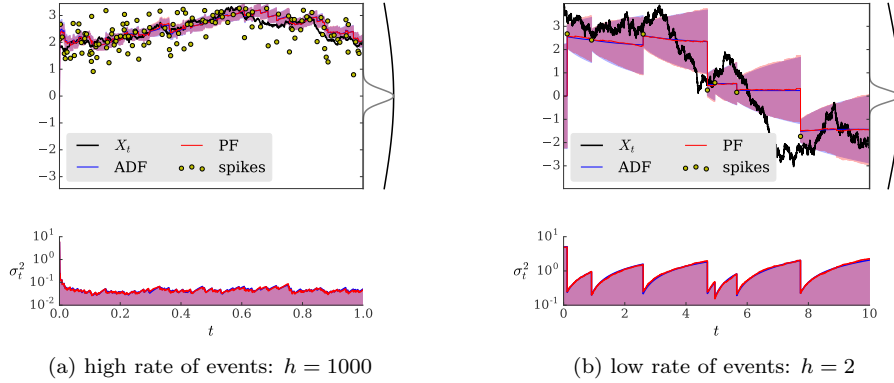 3
2
1
0
−1
−2
−3
X_t
PF
ADF
spikes
3
2
1
0
−1
−2
−3
X_t
PF
ADF
spikes
10^1
10^0
10^-1
10^-2
σ_t^2
0.0 0.2 0.4 0.6 0.8 1.0
t
10^1
10^0
10^-1
σ_t^2
0 2 4 6 8 10
t
(a) high rate of events: h = 1000
(b) low rate of events: h = 2